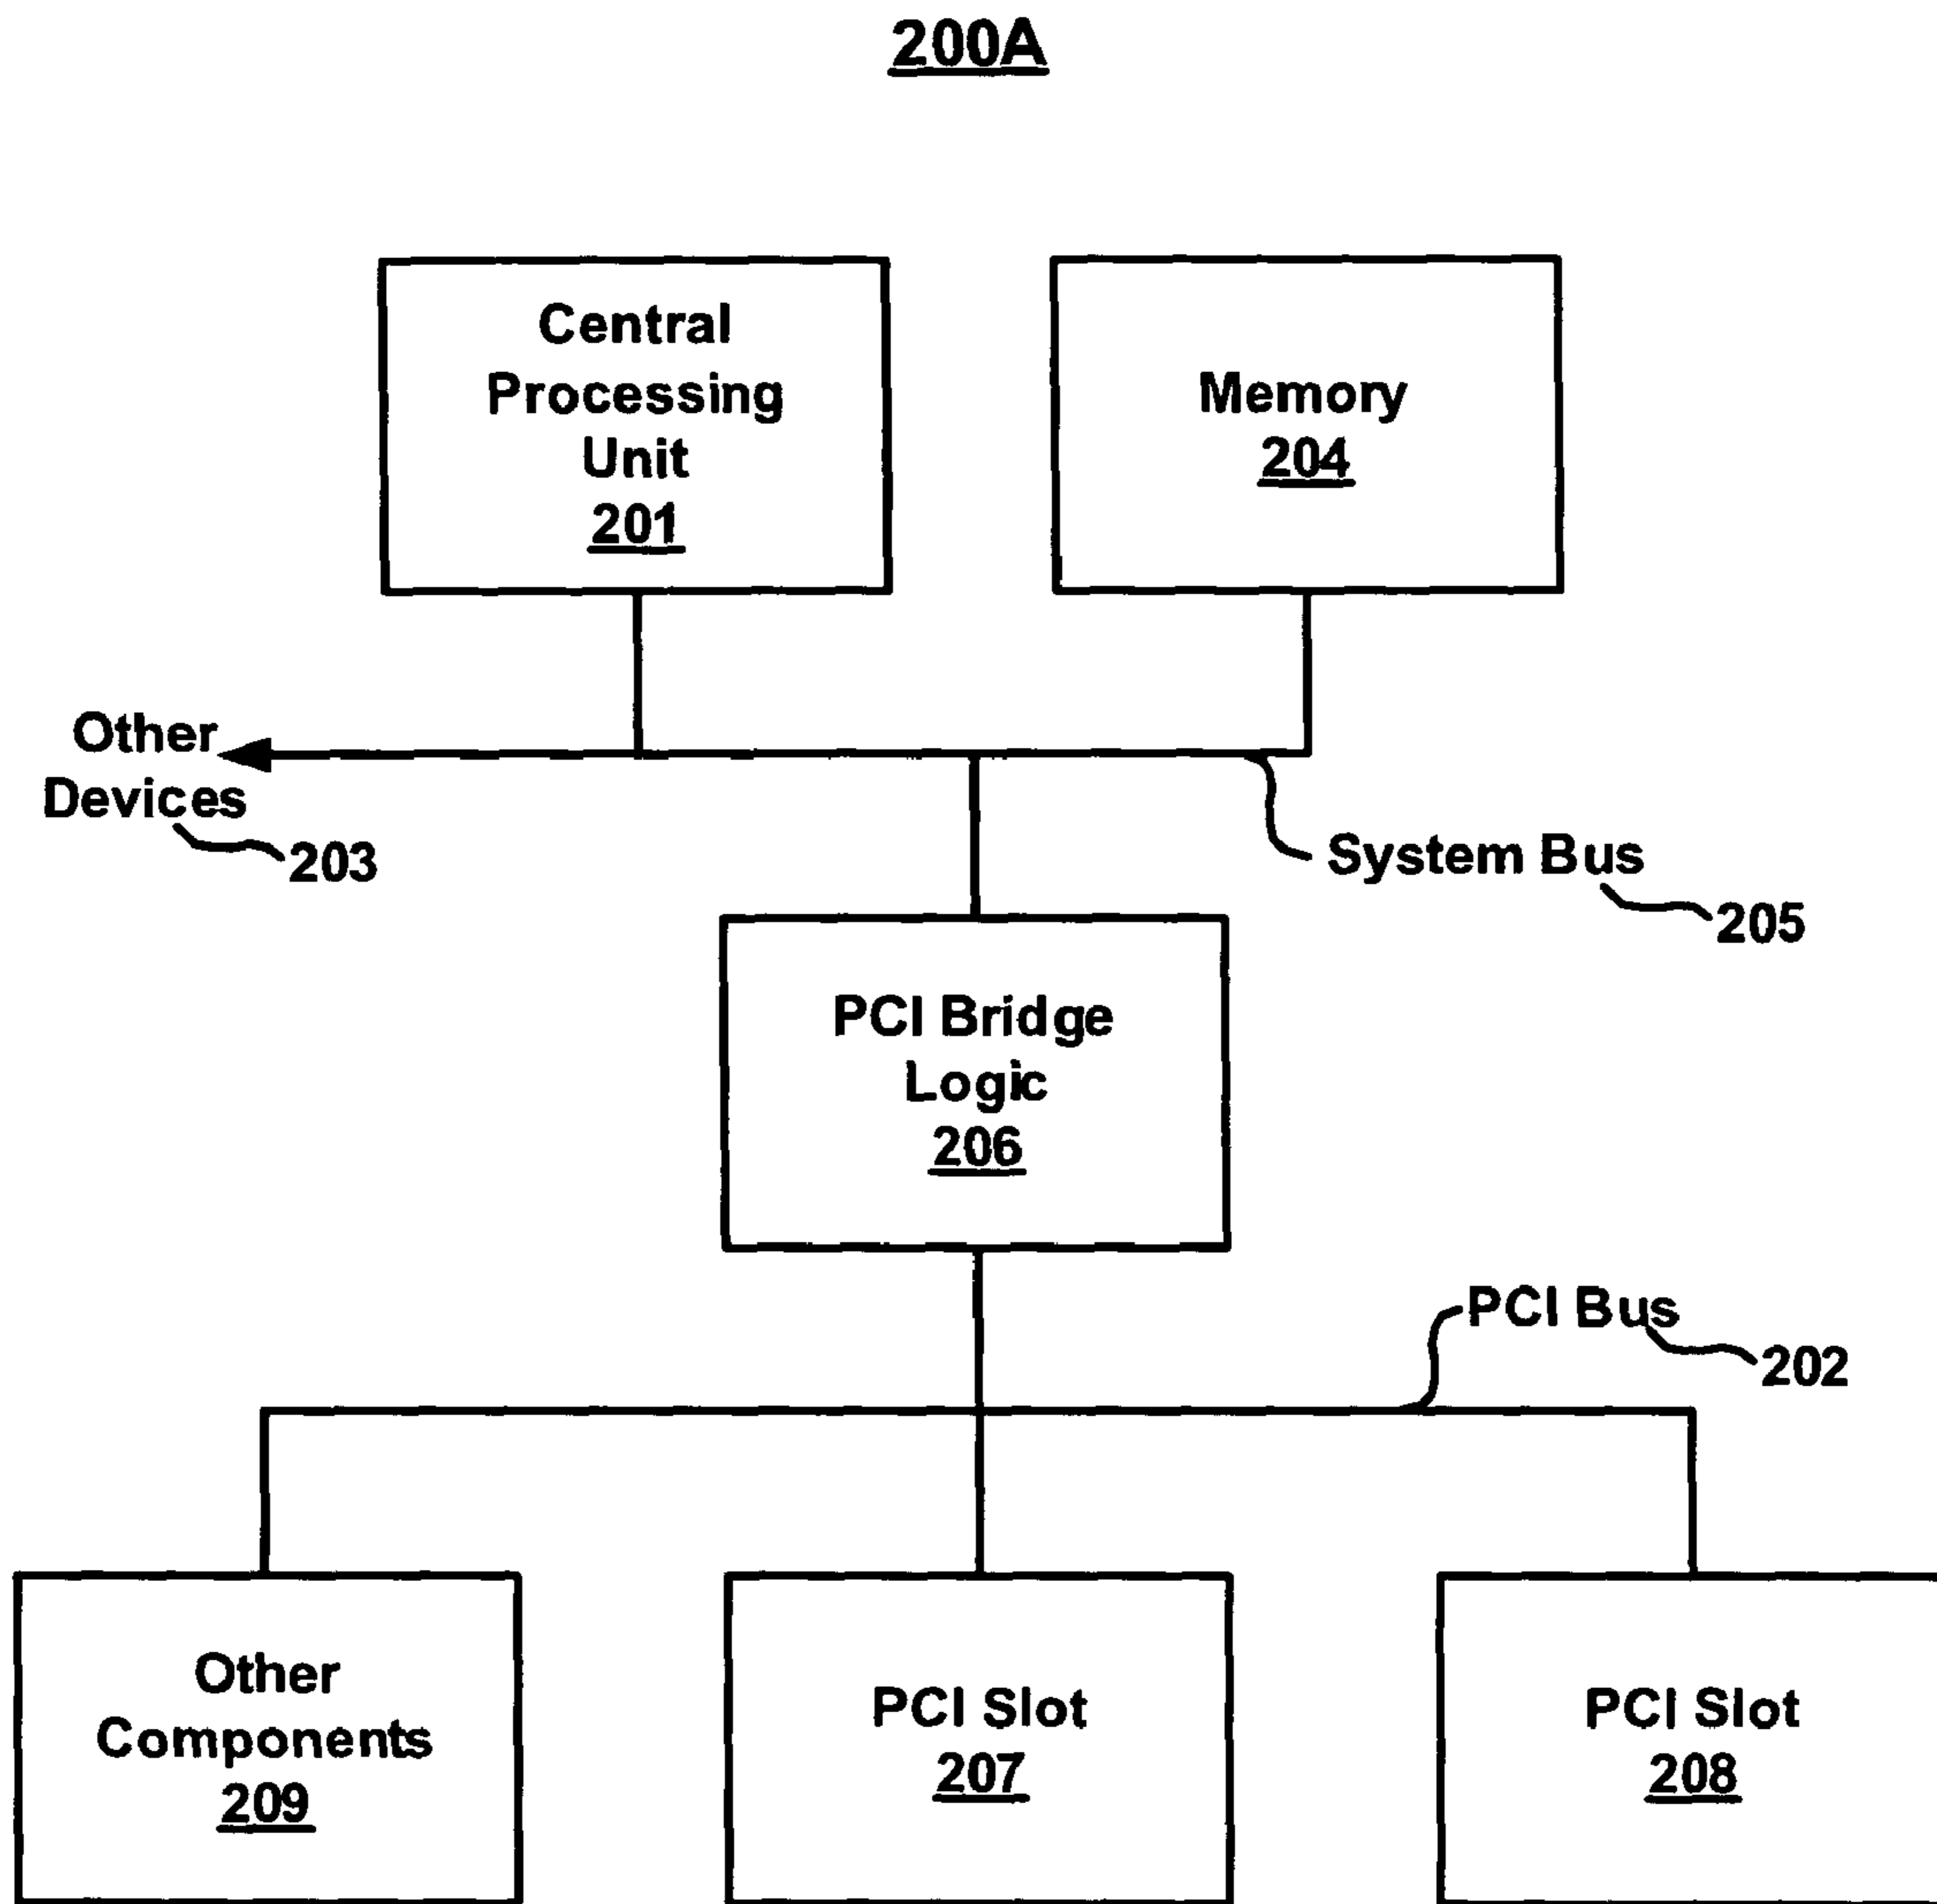 200A
Central
Processing
Unit
201
Memory
204
Other
Devices
203
System Bus
205
PCI Bridge
Logic
206
PCI Bus
202
Other
Components
209
PCI Slot
207
PCI Slot
208